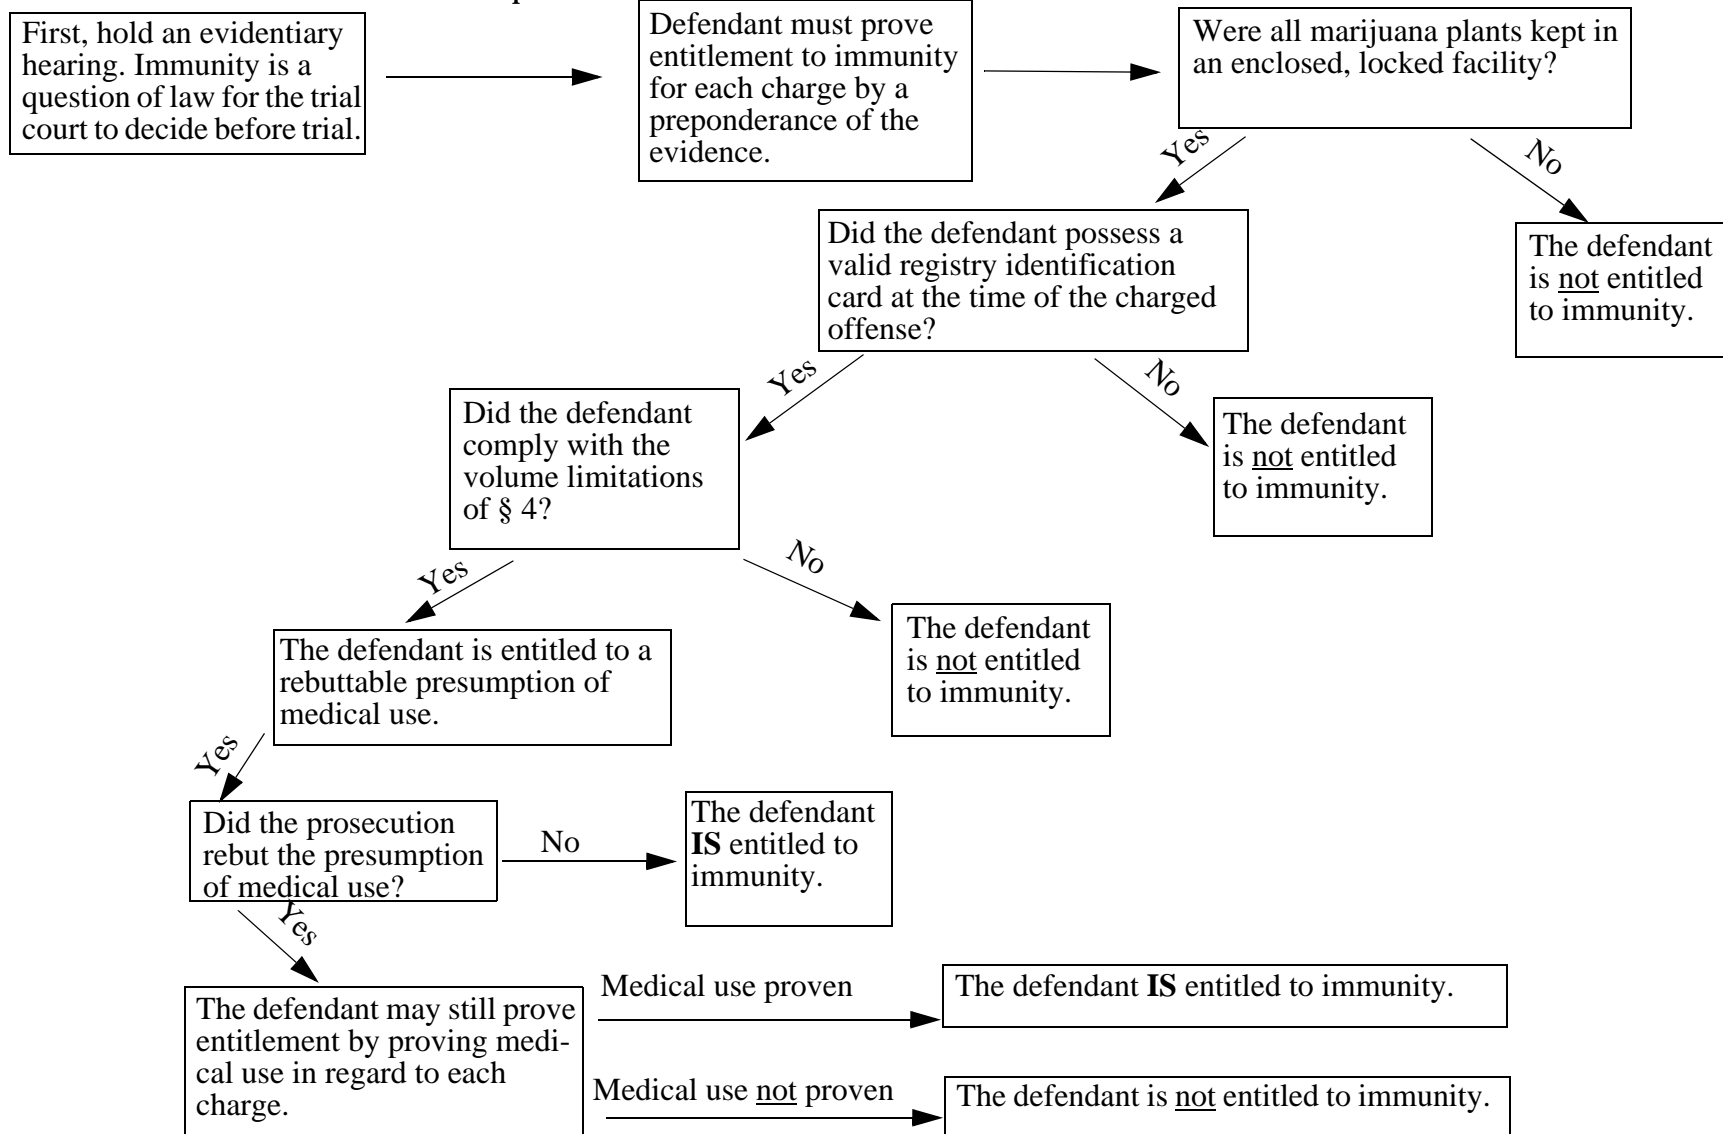 First, hold an evidentiary
hearing. Immunity is a
question of law for the trial
court to decide before trial.
Defendant must prove
entitlement to immunity
for each charge by a
preponderance of the
evidence.
Were all marijuana plants kept in
an enclosed, locked facility?
Yes
No
Did the defendant possess a
valid registry identification
card at the time of the charged
offense?
The defendant
is not entitled
to immunity.
Yes
No
Did the defendant
comply with the
volume limitations
of § 4?
The defendant
is not entitled
to immunity.
Yes
No
The defendant is entitled to a
rebuttable presumption of
medical use.
The defendant
is not entitled
to immunity.
Yes
Did the prosecution
rebut the presumption
of medical use?
No
The defendant
IS entitled to
immunity.
Yes
The defendant may still prove
entitlement by proving medi-
cal use in regard to each
charge.
Medical use proven
The defendant IS entitled to immunity.
Medical use not proven
The defendant is not entitled to immunity.